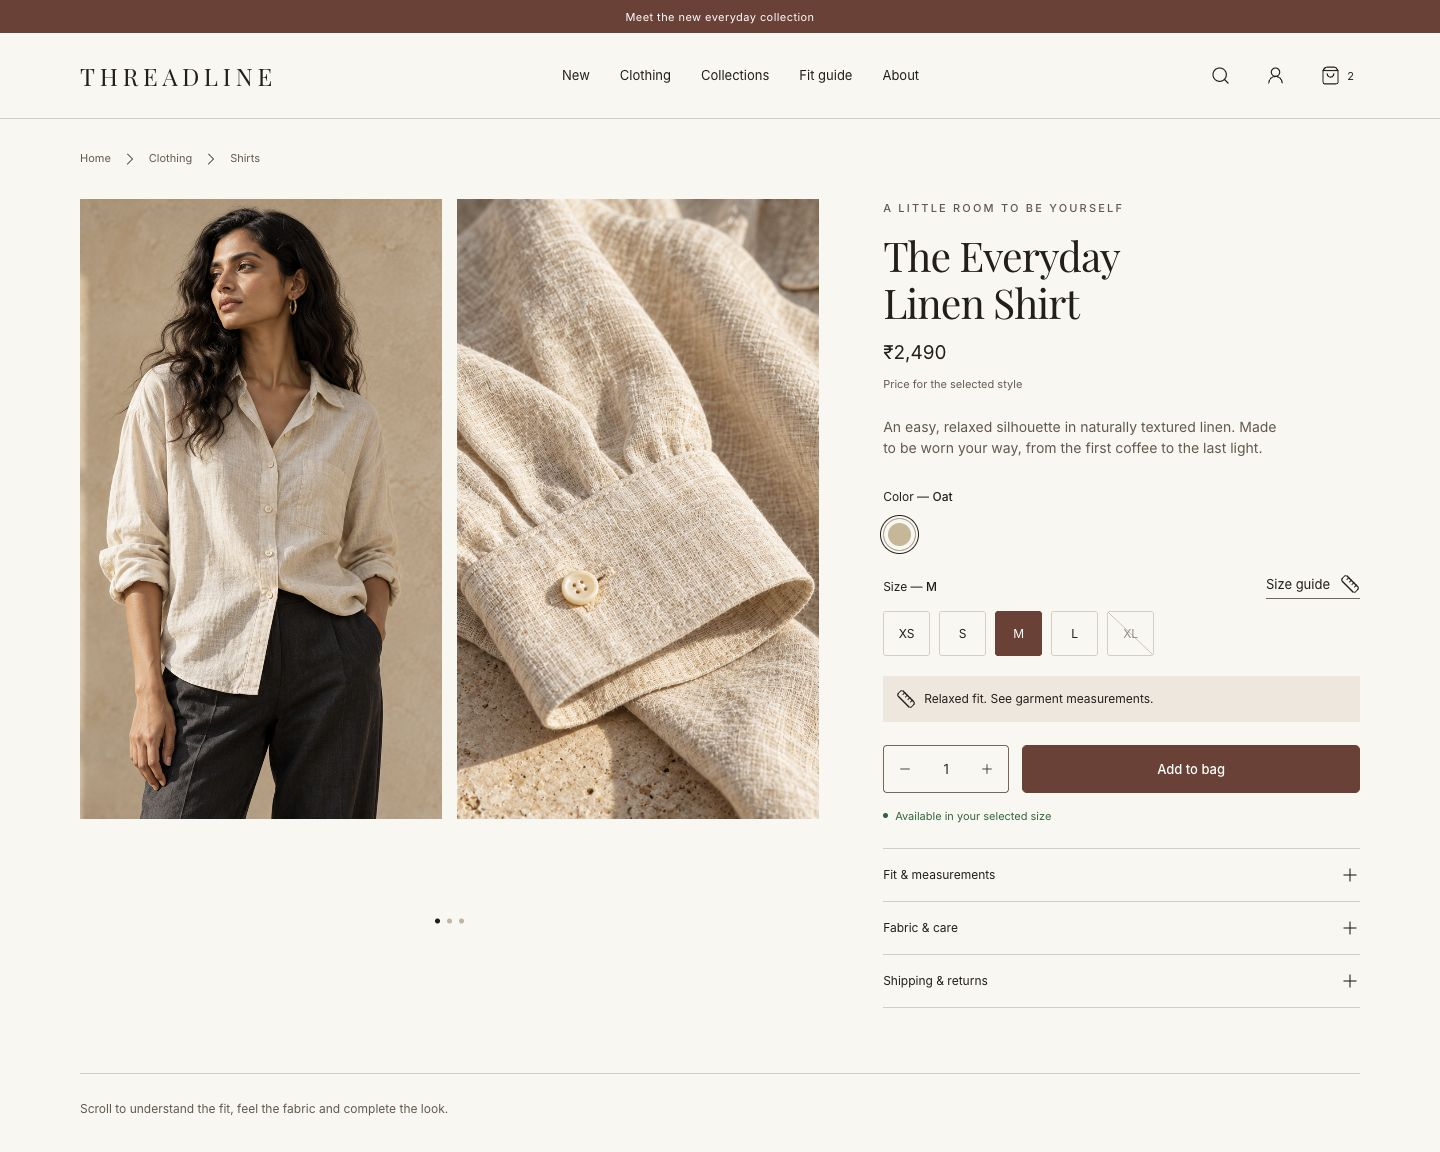 Meet the new everyday collection
THREADLINE
New Clothing Collections Fit guide About
2
Home Clothing Shirts
A LITTLE ROOM TO BE YOURSELF
The Everyday
Linen Shirt
₹2,490
Price for the selected style
An easy, relaxed silhouette in naturally textured linen. Made
to be worn your way, from the first coffee to the last light.
Color — Oat
Size — M
Size guide
XS S M L XL
Relaxed fit. See garment measurements.
− 1 +
Add to bag
Available in your selected size
Fit & measurements
Fabric & care
Shipping & returns
Scroll to understand the fit, feel the fabric and complete the look.